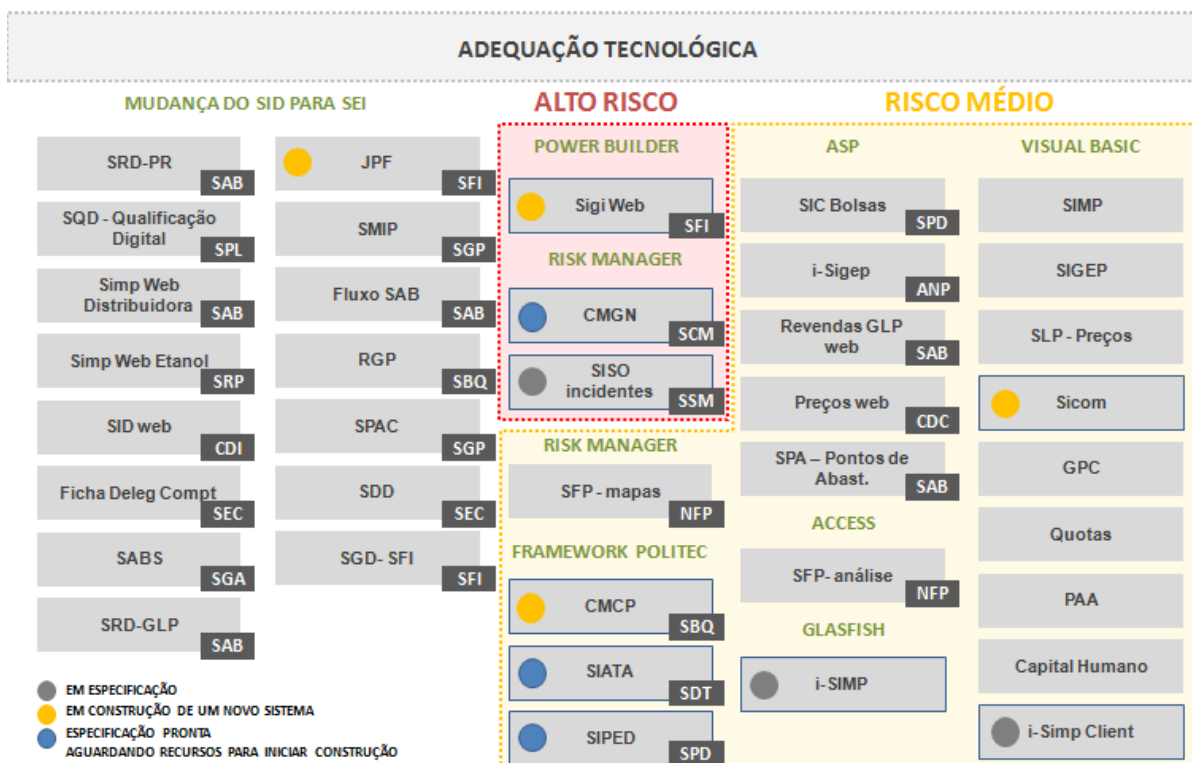 ADEQUAÇÃO TECNOLÓGICA
MUDANÇA DO SID PARA SEI
SRD-PR
SAB
SQD - Qualificação
Digital
SPL
Simp Web
Distribuidora
SAB
Simp Web Etanol
SRP
SID web
CDI
Ficha Deleg Compt
SEC
SABS
SGA
SRD-GLP
SAB
JPF
SFI
SMIP
SGP
Fluxo SAB
SAB
RGP
SBQ
SPAC
SGP
SDD
SEC
SGD- SFI
SFI
ALTO RISCO
POWER BUILDER
Sigi Web
SFI
RISK MANAGER
CMGN
SCM
SISO
incidentes
SSM
RISCO MÉDIO
RISK MANAGER
SFP - mapas
NFP
FRAMEWORK POLITEC
CMCP
SBQ
SIATA
SDT
SIPED
SPD
ASP
SIC Bolsas
SPD
i-Sigep
ANP
Revendas GLP
web
SAB
Preços web
CDC
SPA – Pontos de
Abast.
SAB
ACCESS
SFP- análise
NFP
GLASFISH
i-SIMP
VISUAL BASIC
SIMP
SIGEP
SLP - Preços
Sicom
GPC
Quotas
PAA
Capital Humano
i-Simp Client
EM ESPECIFICAÇÃO
EM CONSTRUÇÃO DE UM NOVO SISTEMA
ESPECIFICAÇÃO PRONTA
AGUARDANDO RECURSOS PARA INICIAR CONSTRUÇÃO